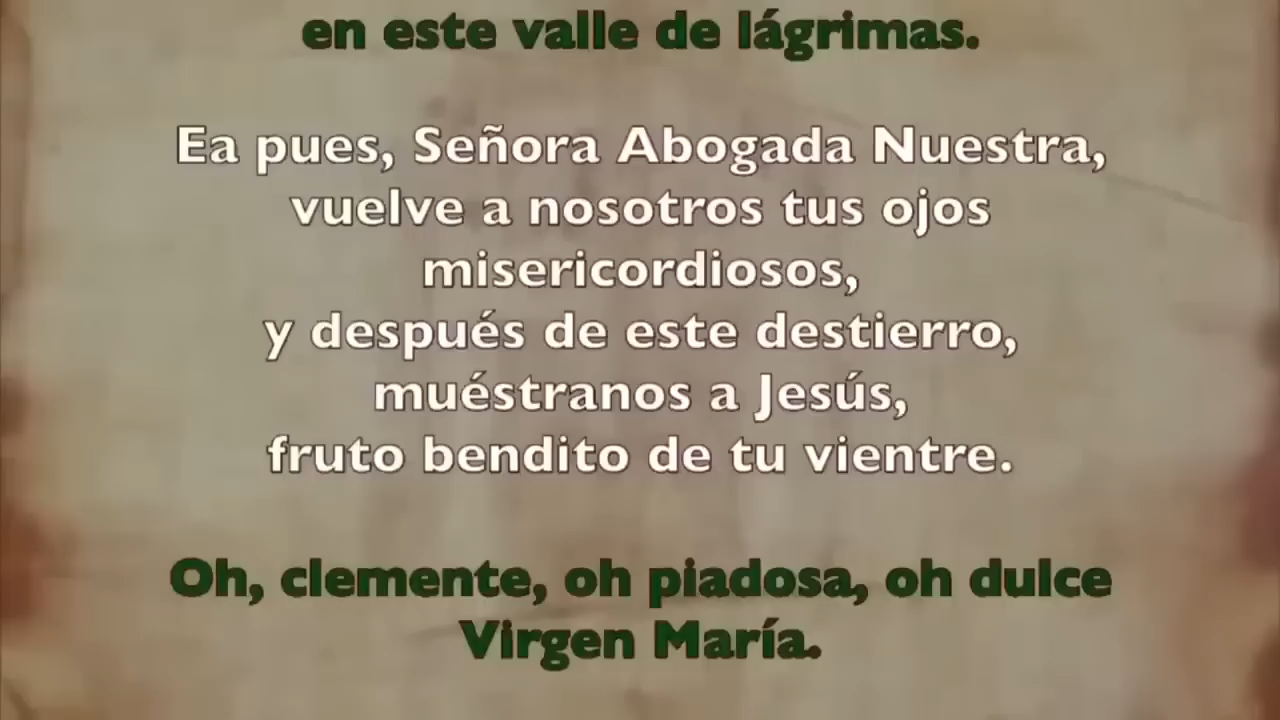 en este valle de lágrimas.
Ea pues, Señora Abogada Nuestra,
vuelve a nosotros tus ojos
misericordiosos,
y después de este destierro,
muéstranos a Jesús,
fruto bendito de tu vientre.
Oh, clemente, oh piadosa, oh dulce
Virgen María.